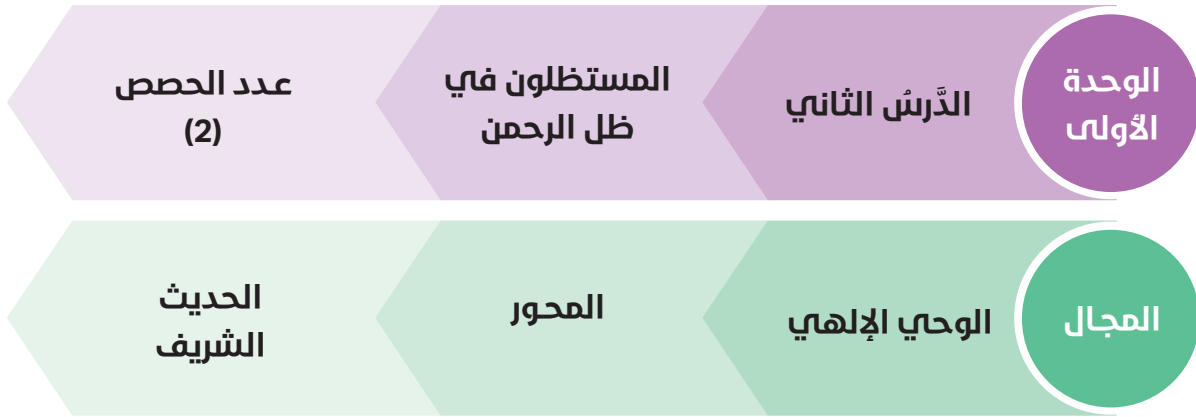 الوحدة
الأولى
الدَّرسُ الثاني
المستظلون في
ظل الرحمن
عدد الحصص
(2)
المجال
الوحي الإلهي
المحور
الحديث
الشريف